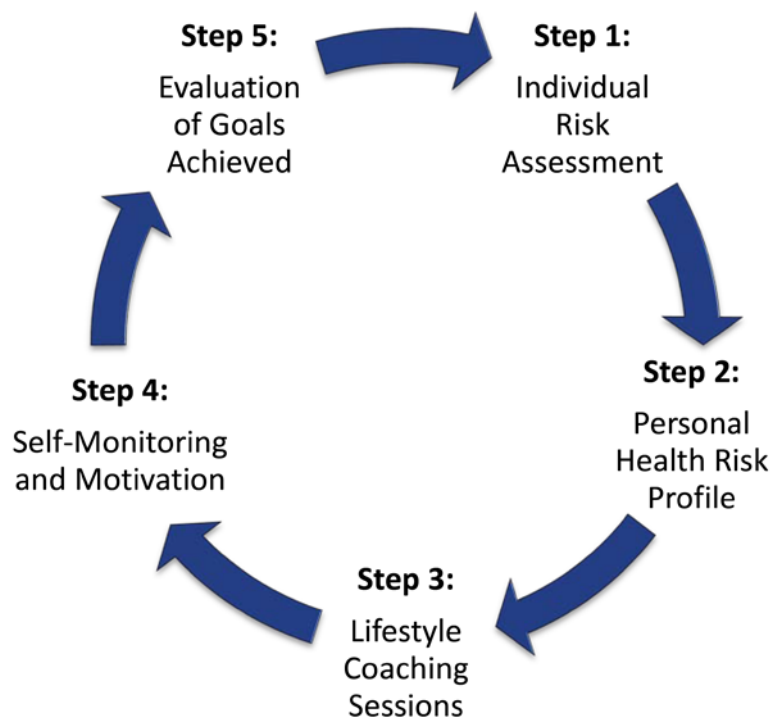 Step 1:
Individual
Risk
Assessment
Step 2:
Personal
Health Risk
Profile
Step 3:
Lifestyle
Coaching
Sessions
Step 4:
Self-Monitoring
and Motivation
Step 5:
Evaluation
of Goals
Achieved